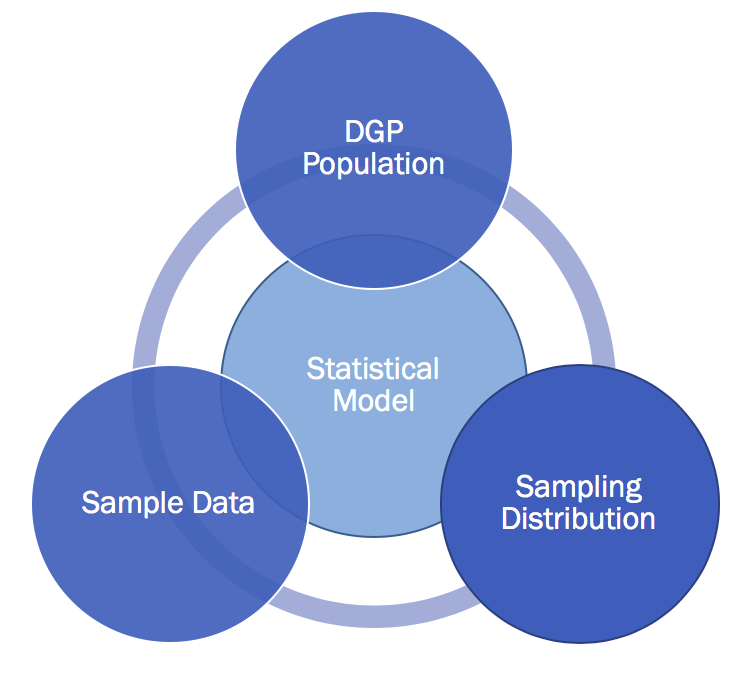 DGP
Population
Statistical
Model
Sample Data
Sampling
Distribution